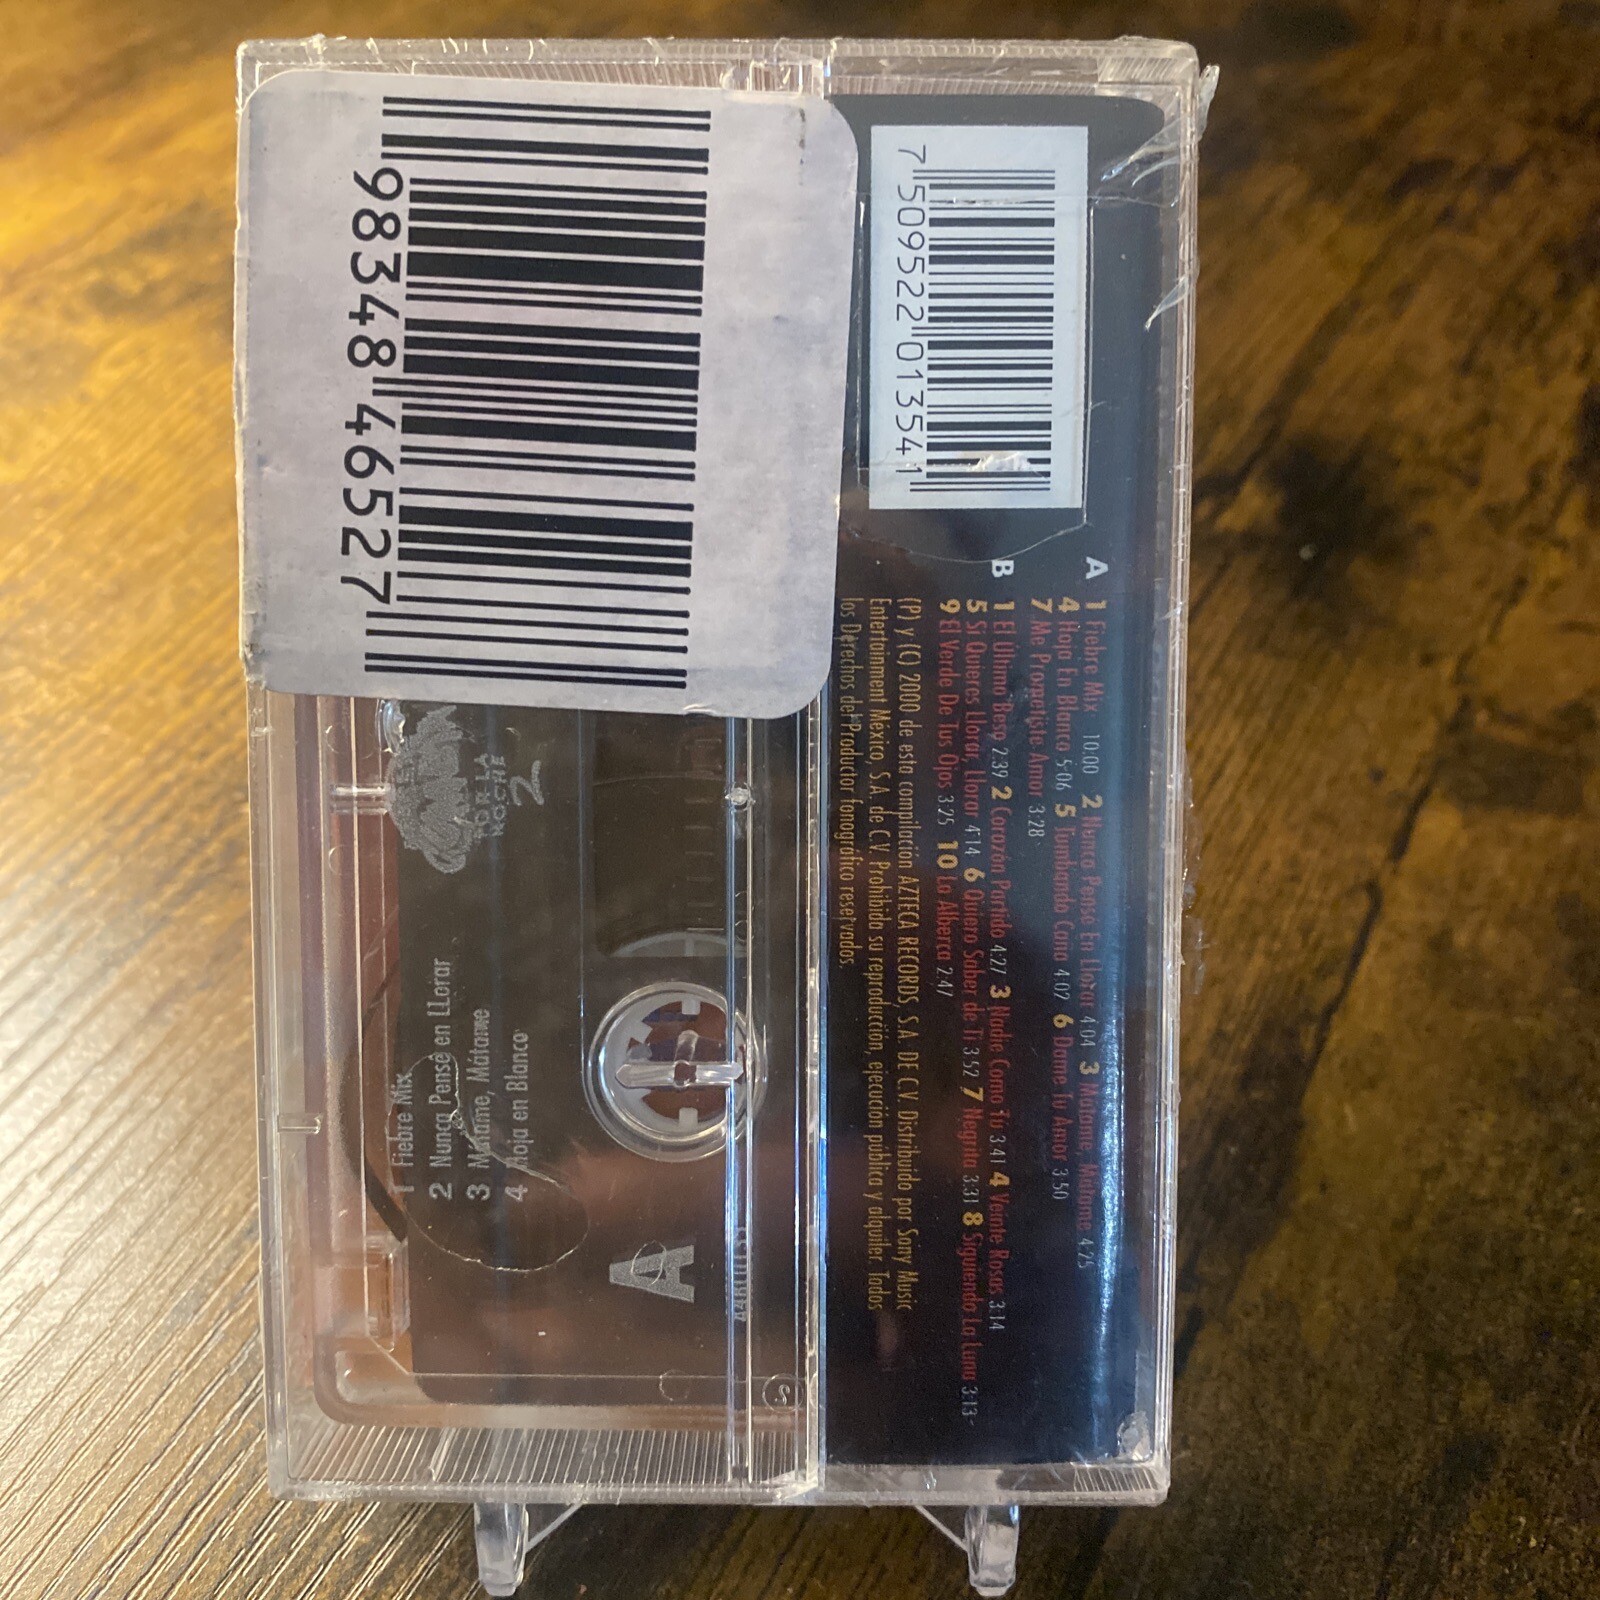 98348 46527
7 509522 013541
A 1 Fiebre Mix 10:00 2 Nunca Pensé En Llorar 4:04 3 Mátame, Mátame 4:25
4 Hoja En Blanco 5:06 5 Tumbando Caña 4:02 6 Dame Tu Amor 3:50
7 Me Prometiste Amor 3:28
B 1 El Último Beso 2:39 2 Corazón Partido 4:27 3 Nadie Como Tú 3:41 4 Veinte Rosas 3:14
5 Si Quieres Llorar, Llorar 4:14 6 Quiero Saber de Ti 3:52 7 Negrita 3:31 8 Siguiendo La Luna 3:13
9 El Verde De Tus Ojos 3:25 10 La Alberca 2:47
(P) y (C) 2000 de esta compilación AZTECA RECORDS, S.A. DE C.V. Distribuido por Sony Music
Entertainment México, S.A. de C.V. Prohibida su reproducción, ejecución pública y alquiler. Todos
los Derechos del Productor fonográfico reservados.
POR LA
NOCHE
2
1 Fiebre Mix
2 Nunca Pensé en LLorar
3 Mátame, Mátame
4 Hoja en Blanco
A